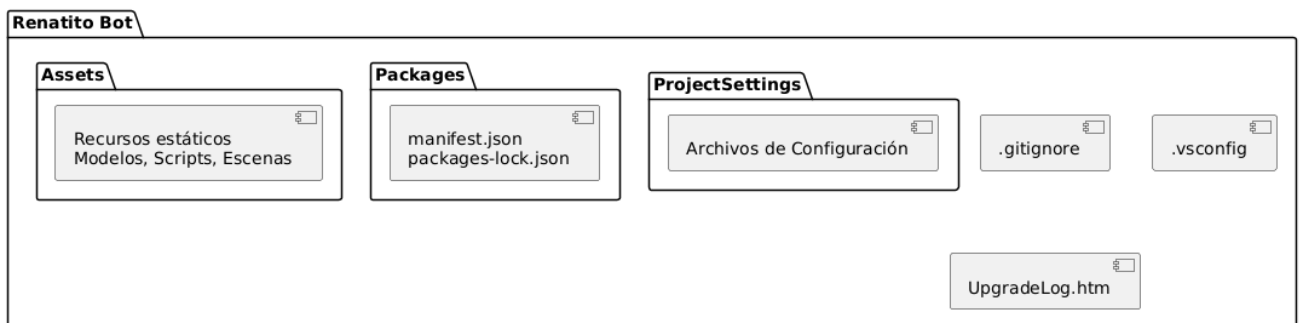 Renatito Bot
Assets
Recursos estáticos
Modelos, Scripts, Escenas
Packages
manifest.json
packages-lock.json
ProjectSettings
Archivos de Configuración
.gitignore
.vsconfig
UpgradeLog.htm